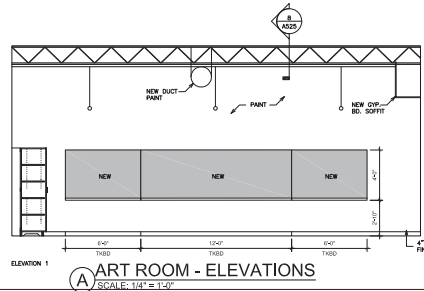 8
A525
NEW DUCT
PAINT
PAINT
NEW GYP.
BD. SOFFIT
NEW
NEW
NEW
4'-0"
2'-10"
6'-0"
12'-0"
6'-0"
TKBD
TKBD
TKBD
4"
FIN
ELEVATION 1
A
ART ROOM - ELEVATIONS
SCALE: 1/4" = 1'-0"